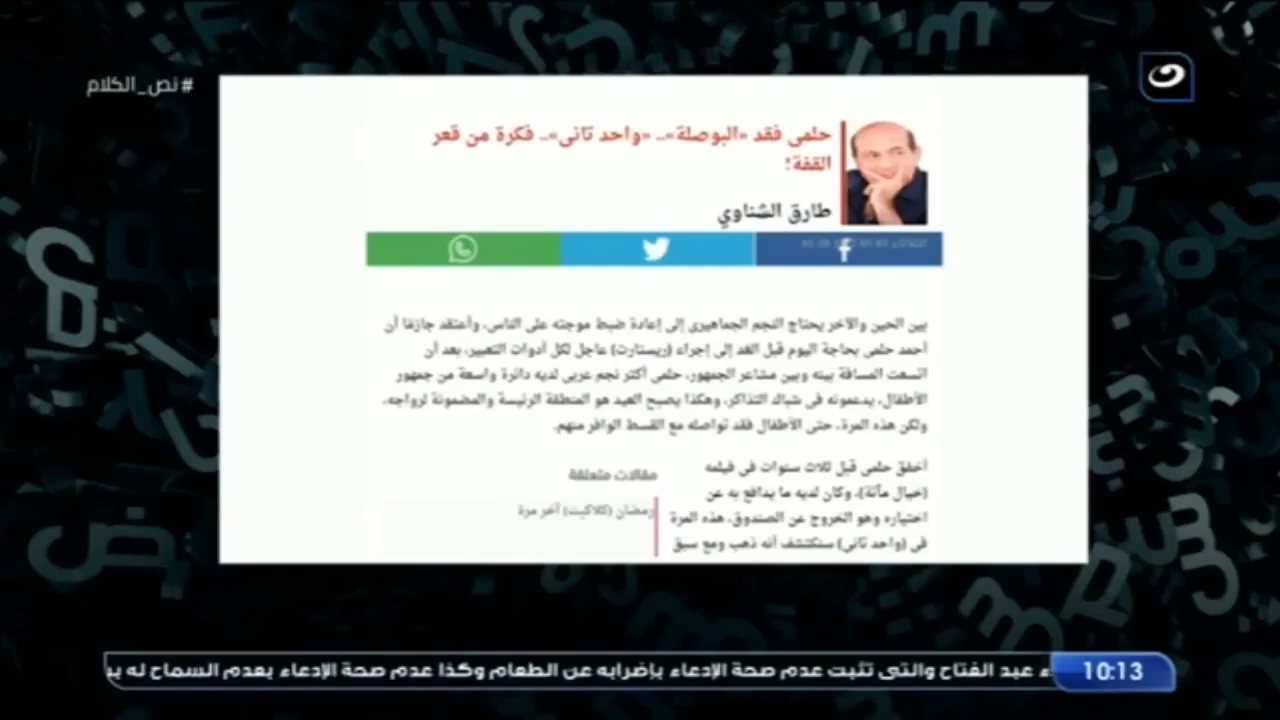 #نص_الكلام
حلمى فقد «البوصلة».. «واحد تانى».. فكرة من قعر
القفة!
طارق الشناوي
بين الحين والآخر يحتاج النجم الجماهيرى إلى إعادة ضبط موجته على الناس، وأعتقد جازمًا أن
أحمد حلمى بحاجة اليوم قبل الغد إلى إجراء (ريستارت) عاجل لكل أدوات التعبير، بعد أن
اتسعت المسافة بينه وبين مشاعر الجمهور، حلمى أكثر نجم عربى لديه دائرة واسعة من جمهور
الأطفال، يدعمونه فى شباك التذاكر، وهكذا يصبح العيد هو المنطقة الرئيسة والمضمونة لرواجه،
ولكن هذه المرة، حتى الأطفال فقد تواصله مع القسط الوافر منهم.
أخفق حلمى قبل ثلاث سنوات فى فيلمه
(خيال مآتة)، وكان لديه ما يدافع به عن
اختياره وهو الخروج عن الصندوق، هذه المرة
فى (واحد تانى) ستكتشف أنه ذهب ومع سبق
مقالات متعلقة
رمضان (كلاكيت) آخر مرة
ء عبد الفتاح والتى تثبت عدم صحة الإدعاء بإضرابه عن الطعام وكذا عدم صحة الإدعاء بعدم السماح له
10:13